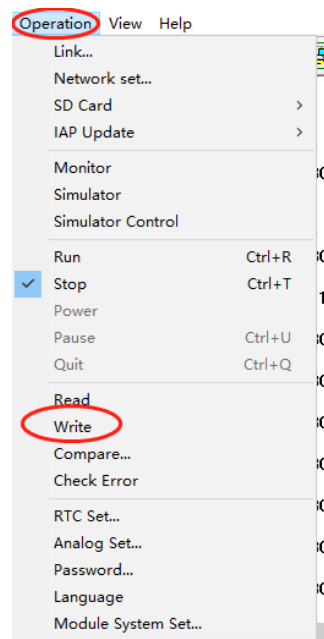 Operation View Help
Link...
Network set...
SD Card >
IAP Update >
Monitor
Simulator
Simulator Control
Run Ctrl+R
Stop Ctrl+T
Power
Pause Ctrl+U
Quit Ctrl+Q
Read
Write
Compare...
Check Error
RTC Set...
Analog Set...
Password...
Language
Module System Set...